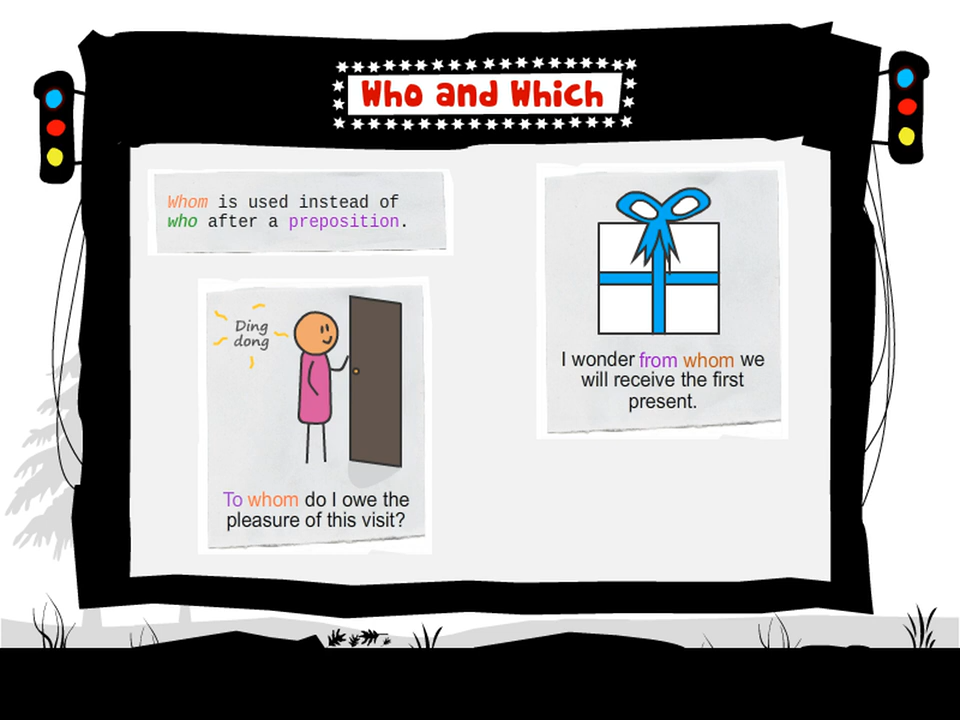 Who and Which
Whom is used instead of
who after a preposition.
Ding
dong
To whom do I owe the
pleasure of this visit?
I wonder from whom we
will receive the first
present.